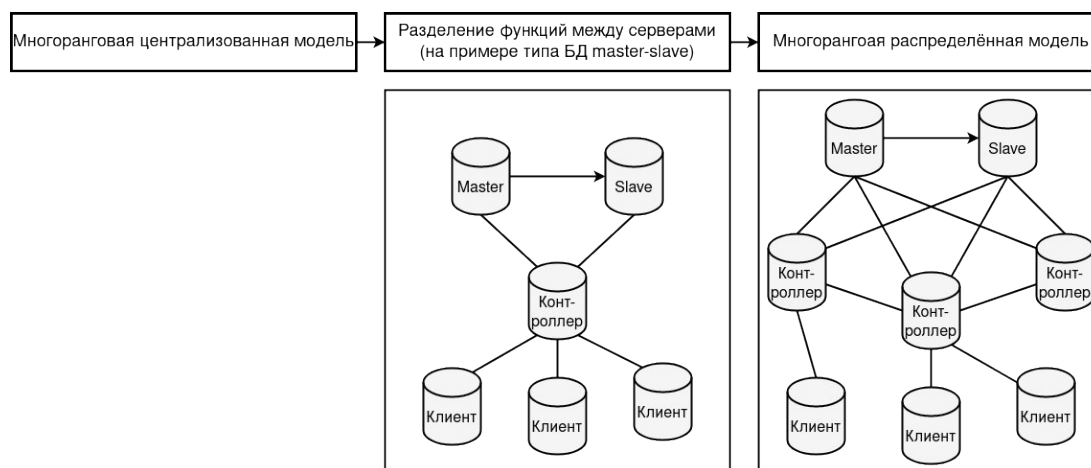 Многоранговая централизованная модель
Разделение функций между серверами
(на примере типа БД master-slave)
Многорангоая распределённая модель
Master
Slave
Конт-
роллер
Клиент
Клиент
Клиент
Master
Slave
Конт-
роллер
Конт-
роллер
Конт-
роллер
Клиент
Клиент
Клиент